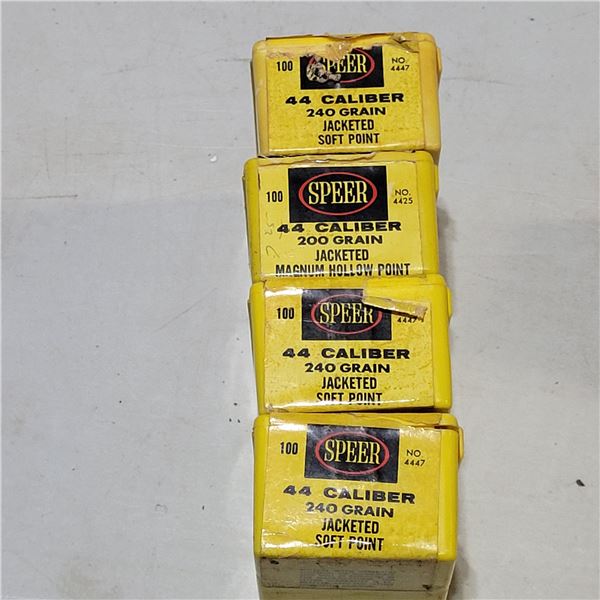 100 SPEER NO.
4447
44 CALIBER
240 GRAIN
JACKETED
SOFT POINT
100 SPEER NO.
4425
44 CALIBER
200 GRAIN
JACKETED
MAGNUM HOLLOW POINT
100 SPEER
4447
44 CALIBER
240 GRAIN
JACKETED
SOFT POINT
100 SPEER NO.
4447
44 CALIBER
240 GRAIN
JACKETED
SOFT POINT